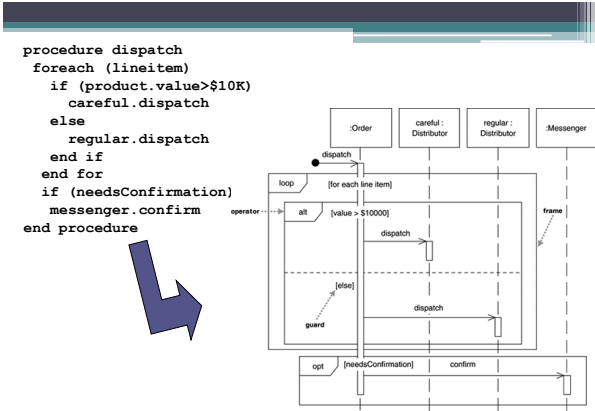 procedure dispatch
foreach (lineitem)
if (product.value>$10K)
careful.dispatch
else
regular.dispatch
end if
end for
if (needsConfirmation)
messenger.confirm
end procedure
:Order
careful :
Distributor
regular :
Distributor
:Messenger
dispatch
loop
[for each line item]
operator
alt
[value > $10000]
frame
dispatch
[else]
dispatch
guard
opt
[needsConfirmation]
confirm